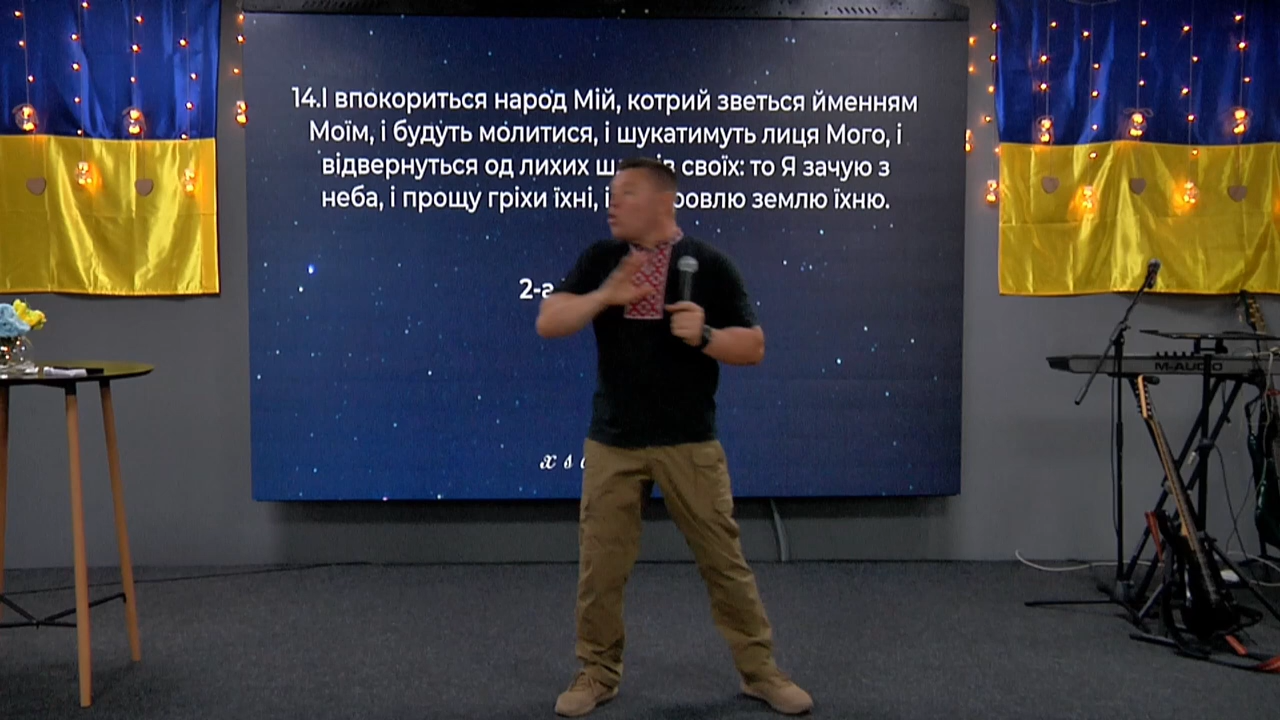 14.І впокориться народ Мій, котрий зветься йменням
Моїм, і будуть молитися, і шукатимуть лиця Мого, і
відвернуться од лихих своїх: то Я зачую з
неба, і прощу гріхи їхні, і землю їхню.
2-а
M-AUDIO